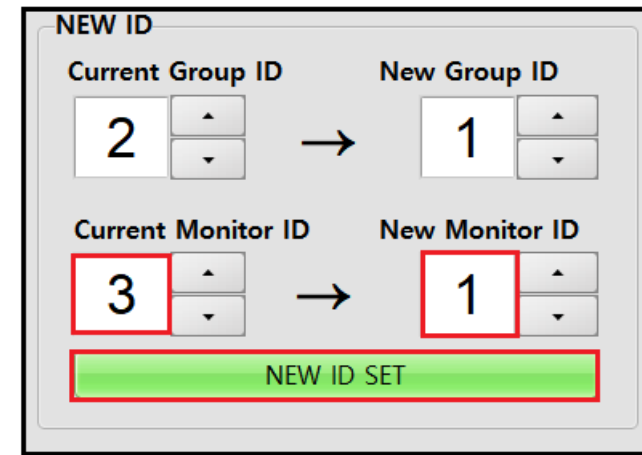 NEW ID
Current Group ID New Group ID
2 → 1
Current Monitor ID New Monitor ID
3 → 1
NEW ID SET